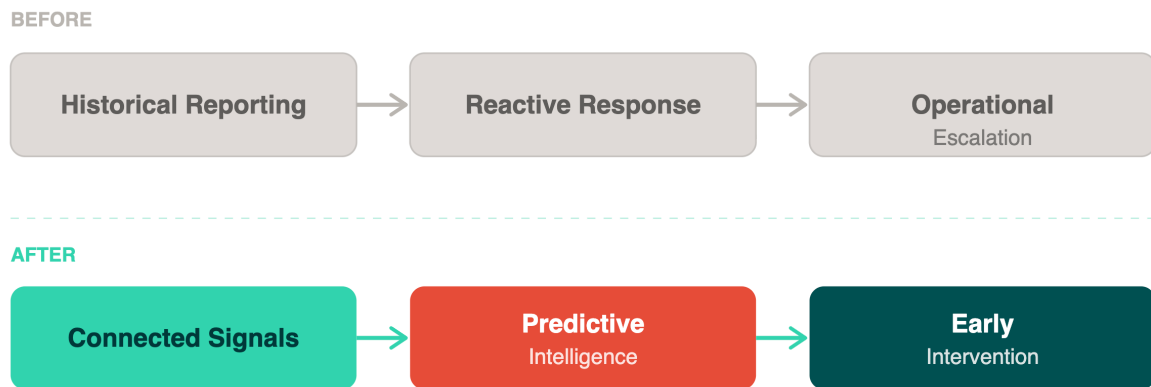 BEFORE
Historical Reporting
Reactive Response
Operational
Escalation
AFTER
Connected Signals
Predictive
Intelligence
Early
Intervention